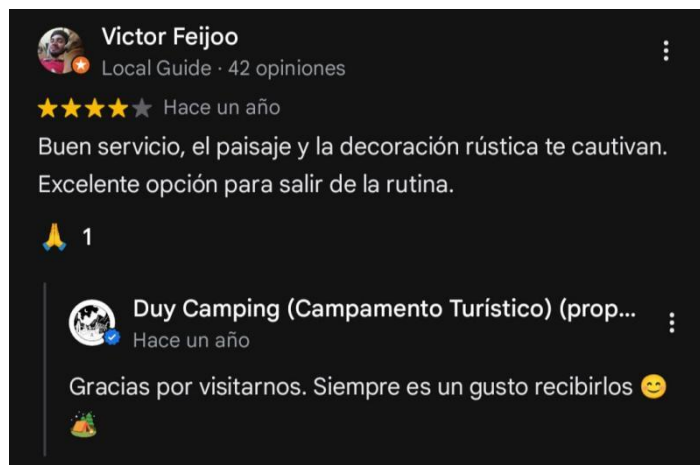 Victor Feijoo
Local Guide · 42 opiniones
Hace un año
Buen servicio, el paisaje y la decoración rústica te cautivan.
Excelente opción para salir de la rutina.
🙏 1
Duy Camping (Campamento Turístico) (prop...
Hace un año
Gracias por visitarnos. Siempre es un gusto recibirlos 😊
🏕️